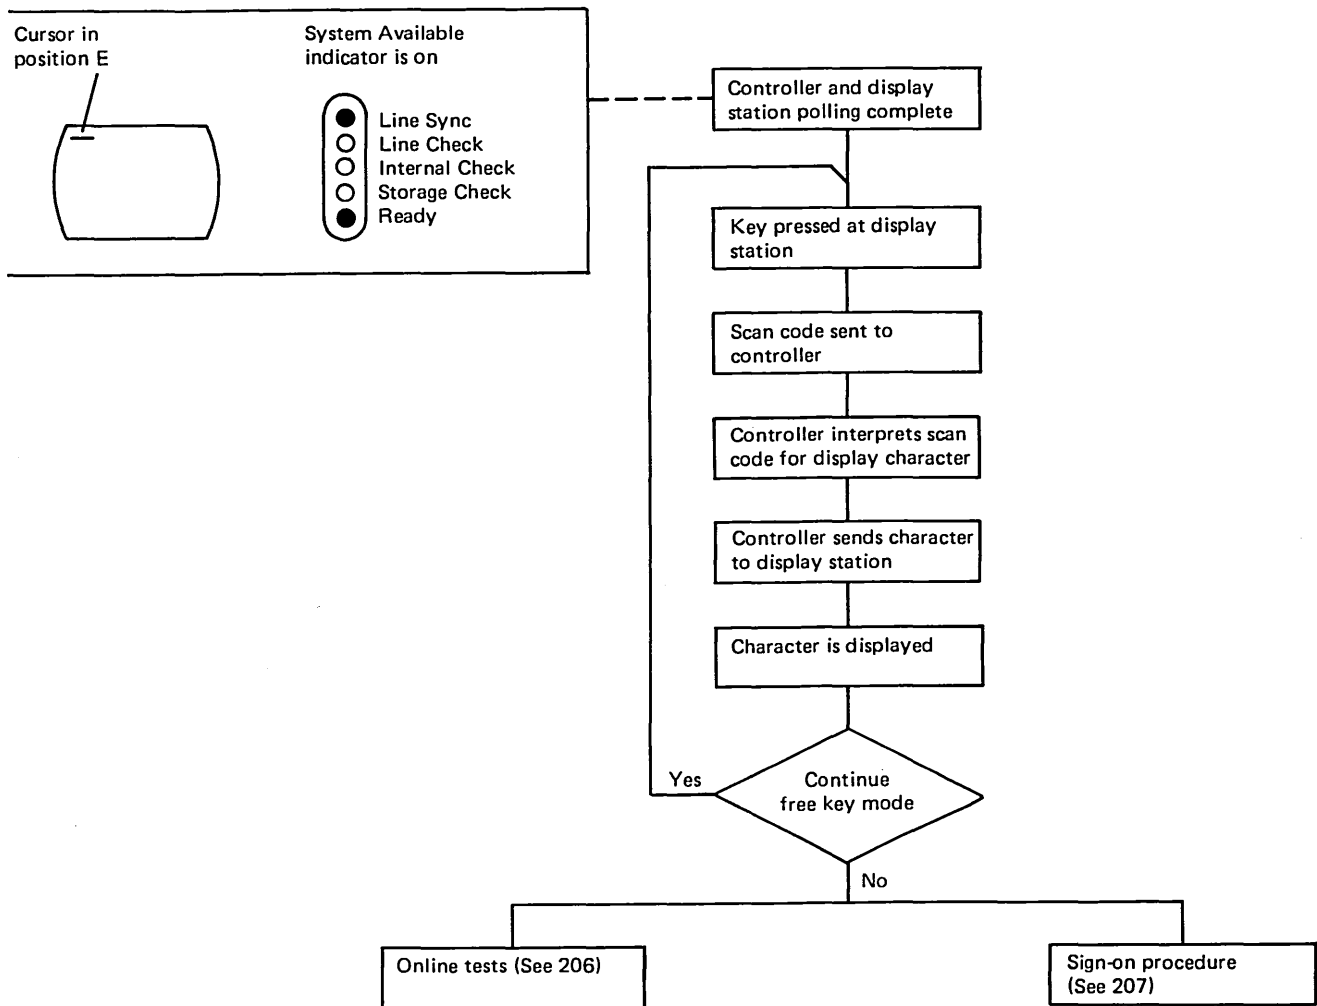 Cursor in
position E
System Available
indicator is on
Line Sync
Line Check
Internal Check
Storage Check
Ready
Controller and display
station polling complete
Key pressed at display
station
Scan code sent to
controller
Controller interprets scan
code for display character
Controller sends character
to display station
Character is displayed
Continue
free key mode
Yes
No
Online tests (See 206)
Sign-on procedure
(See 207)